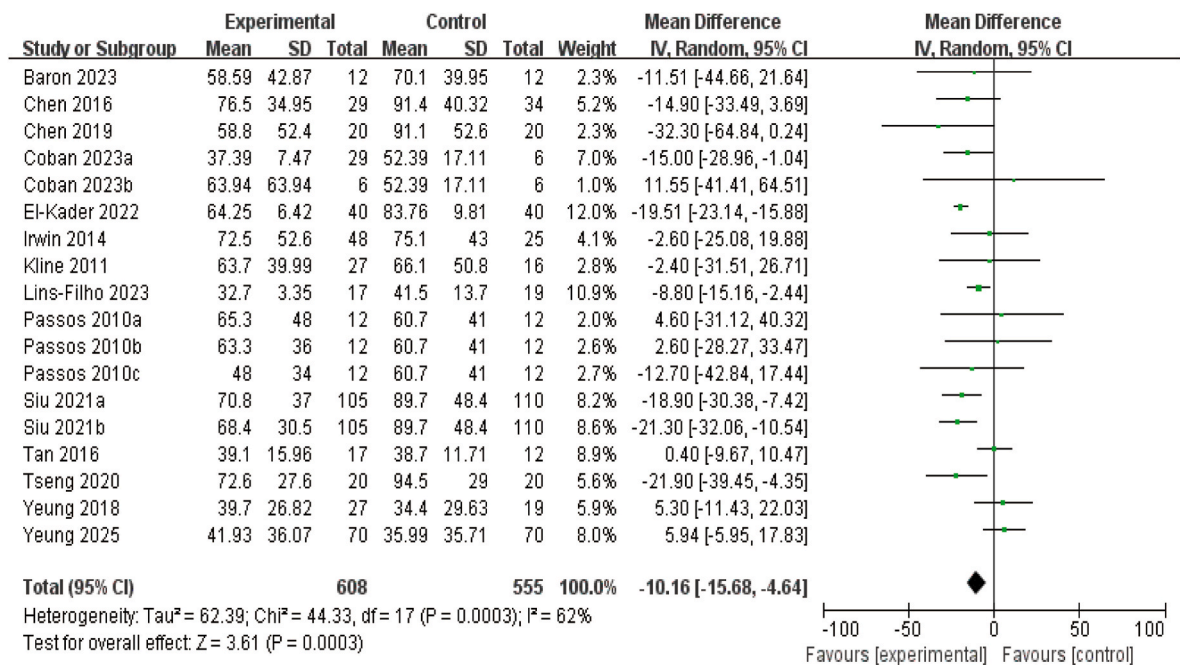 Experimental Control Mean Difference Mean Difference
Study or Subgroup Mean SD Total Mean SD Total Weight IV, Random, 95% CI IV, Random, 95% CI
Baron 2023 58.59 42.87 12 70.1 39.95 12 2.3% -11.51 [-44.66, 21.64]
Chen 2016 76.5 34.95 29 91.4 40.32 34 5.2% -14.90 [-33.49, 3.69]
Chen 2019 58.8 52.4 20 91.1 52.6 20 2.3% -32.30 [-64.84, 0.24]
Coban 2023a 37.39 7.47 29 52.39 17.11 6 7.0% -15.00 [-28.96, -1.04]
Coban 2023b 63.94 63.94 6 52.39 17.11 6 1.0% 11.55 [-41.41, 64.51]
El-Kader 2022 64.25 6.42 40 83.76 9.81 40 12.0% -19.51 [-23.14, -15.88]
Irwin 2014 72.5 52.6 48 75.1 43 25 4.1% -2.60 [-25.08, 19.88]
Kline 2011 63.7 39.99 27 66.1 50.8 16 2.8% -2.40 [-31.51, 26.71]
Lins-Filho 2023 32.7 3.35 17 41.5 13.7 19 10.9% -8.80 [-15.16, -2.44]
Passos 2010a 65.3 48 12 60.7 41 12 2.0% 4.60 [-31.12, 40.32]
Passos 2010b 63.3 36 12 60.7 41 12 2.6% 2.60 [-28.27, 33.47]
Passos 2010c 48 34 12 60.7 41 12 2.7% -12.70 [-42.84, 17.44]
Siu 2021a 70.8 37 105 89.7 48.4 110 8.2% -18.90 [-30.38, -7.42]
Siu 2021b 68.4 30.5 105 89.7 48.4 110 8.6% -21.30 [-32.06, -10.54]
Tan 2016 39.1 15.96 17 38.7 11.71 12 8.9% 0.40 [-9.67, 10.47]
Tseng 2020 72.6 27.6 20 94.5 29 20 5.6% -21.90 [-39.45, -4.35]
Yeung 2018 39.7 26.82 27 34.4 29.63 19 5.9% 5.30 [-11.43, 22.03]
Yeung 2025 41.93 36.07 70 35.99 35.71 70 8.0% 5.94 [-5.95, 17.83]
Total (95% CI) 608 555 100.0% -10.16 [-15.68, -4.64]
Heterogeneity: Tau² = 62.39; Chi² = 44.33, df = 17 (P = 0.0003); I² = 62%
Test for overall effect: Z = 3.61 (P = 0.0003)
-100 -50 0 50 100
Favours [experimental] Favours [control]